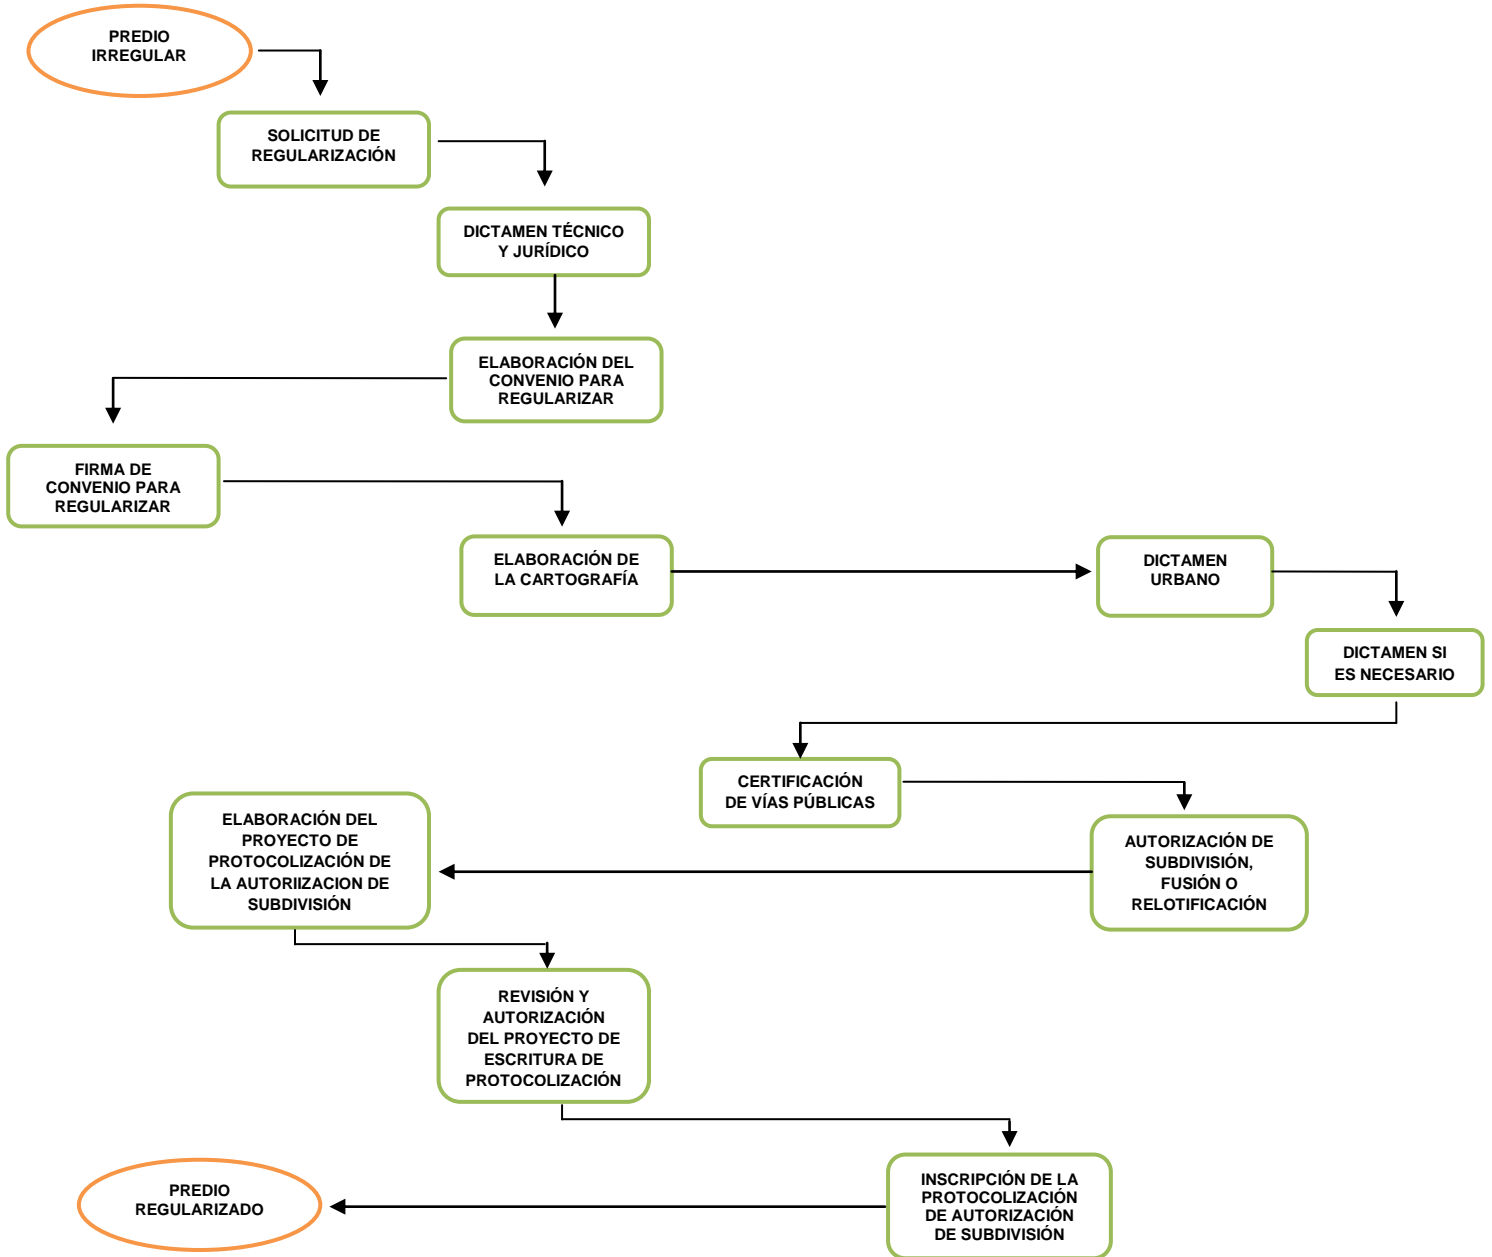 PREDIO
IRREGULAR
SOLICITUD DE
REGULARIZACIÓN
DICTAMEN TÉCNICO
Y JURÍDICO
ELABORACIÓN DEL
CONVENIO PARA
REGULARIZAR
FIRMA DE
CONVENIO PARA
REGULARIZAR
ELABORACIÓN DE
LA CARTOGRAFÍA
DICTAMEN
URBANO
DICTAMEN SI
ES NECESARIO
CERTIFICACIÓN
DE VÍAS PÚBLICAS
AUTORIZACIÓN DE
SUBDIVISIÓN,
FUSIÓN O
RELOTIFICACIÓN
ELABORACIÓN DEL
PROYECTO DE
PROTOCOLIZACIÓN DE
LA AUTORIIZACION DE
SUBDIVISIÓN
REVISIÓN Y
AUTORIZACIÓN
DEL PROYECTO DE
ESCRITURA DE
PROTOCOLIZACIÓN
INSCRIPCIÓN DE LA
PROTOCOLIZACIÓN
DE AUTORIZACIÓN
DE SUBDIVISIÓN
PREDIO
REGULARIZADO